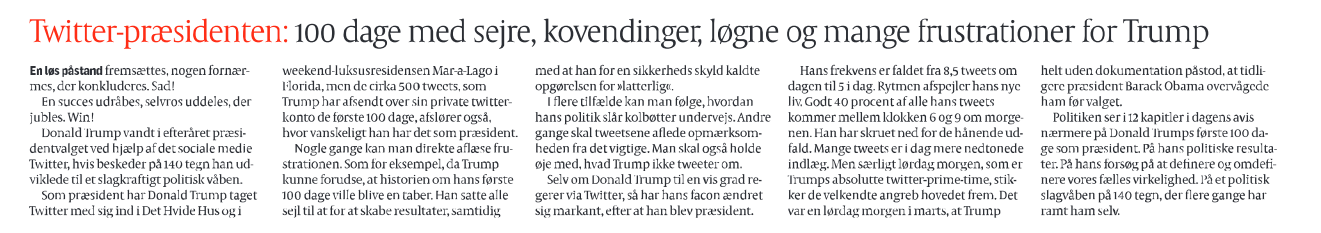 Twitter-præsidenten: 100 dage med sejre, kovendinger, løgne og mange frustrationer for Trump
En løs påstand fremsættes, nogen fornær-
mes, der konkluderes. Sad!
En succes udråbes, selvros uddeles, der
jubles. Win!
Donald Trump vandt i efteråret præsi-
dentvalget ved hjælp af det sociale medie
Twitter, hvis beskeder på 140 tegn han ud-
viklede til et slagkraftigt politisk våben.
Som præsident har Donald Trump taget
Twitter med sig ind i Det Hvide Hus og i
weekend-luksusresidensen Mar-a-Lago i
Florida, men de cirka 500 tweets, som
Trump har afsendt over sin private twitter-
konto de første 100 dage, afslører også,
hvor vanskeligt han har det som præsident.
Nogle gange kan man direkte aflæse fru-
strationen. Som for eksempel, da Trump
kunne forudse, at historien om hans første
100 dage ville blive en taber. Han satte alle
sejl til at for at skabe resultater, samtidig
med at han for en sikkerheds skyld kaldte
opgørelsen for »latterlig«.
I flere tilfælde kan man følge, hvordan
hans politik slår kolbøtter undervejs. Andre
gange skal tweetsene aflede opmærksom-
heden fra det vigtige. Man skal også holde
øje med, hvad Trump ikke tweeter om.
Selv om Donald Trump til en vis grad re-
gerer via Twitter, så har hans facon ændret
sig markant, efter at han blev præsident.
Hans frekvens er faldet fra 8,5 tweets om
dagen til 5 i dag. Rytmen afspejler hans nye
liv. Godt 40 procent af alle hans tweets
kommer mellem klokken 6 og 9 om morge-
nen. Han har skruet ned for de hånende ud-
fald. Mange tweets er i dag mere nedtonede
indlæg. Men særligt lørdag morgen, som er
Trumps absolutte twitter-prime-time, stik-
ker de velkendte angreb hovedet frem. Det
var en lørdag morgen i marts, at Trump
helt uden dokumentation påstod, at tidli-
gere præsident Barack Obama overvågede
ham før valget.
Politiken ser i 12 kapitler i dagens avis
nærmere på Donald Trumps første 100 da-
ge som præsident. På hans politiske resulta-
ter. På hans forsøg på at definere og omdefi-
nere vores fælles virkelighed. På et politisk
slagvåben på 140 tegn, der flere gange har
ramt ham selv.